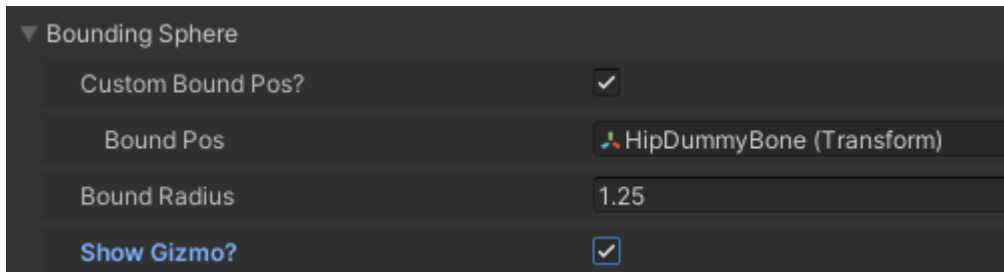 Bounding Sphere
Custom Bound Pos?
Bound Pos HipDummyBone (Transform)
Bound Radius 1.25
Show Gizmo?